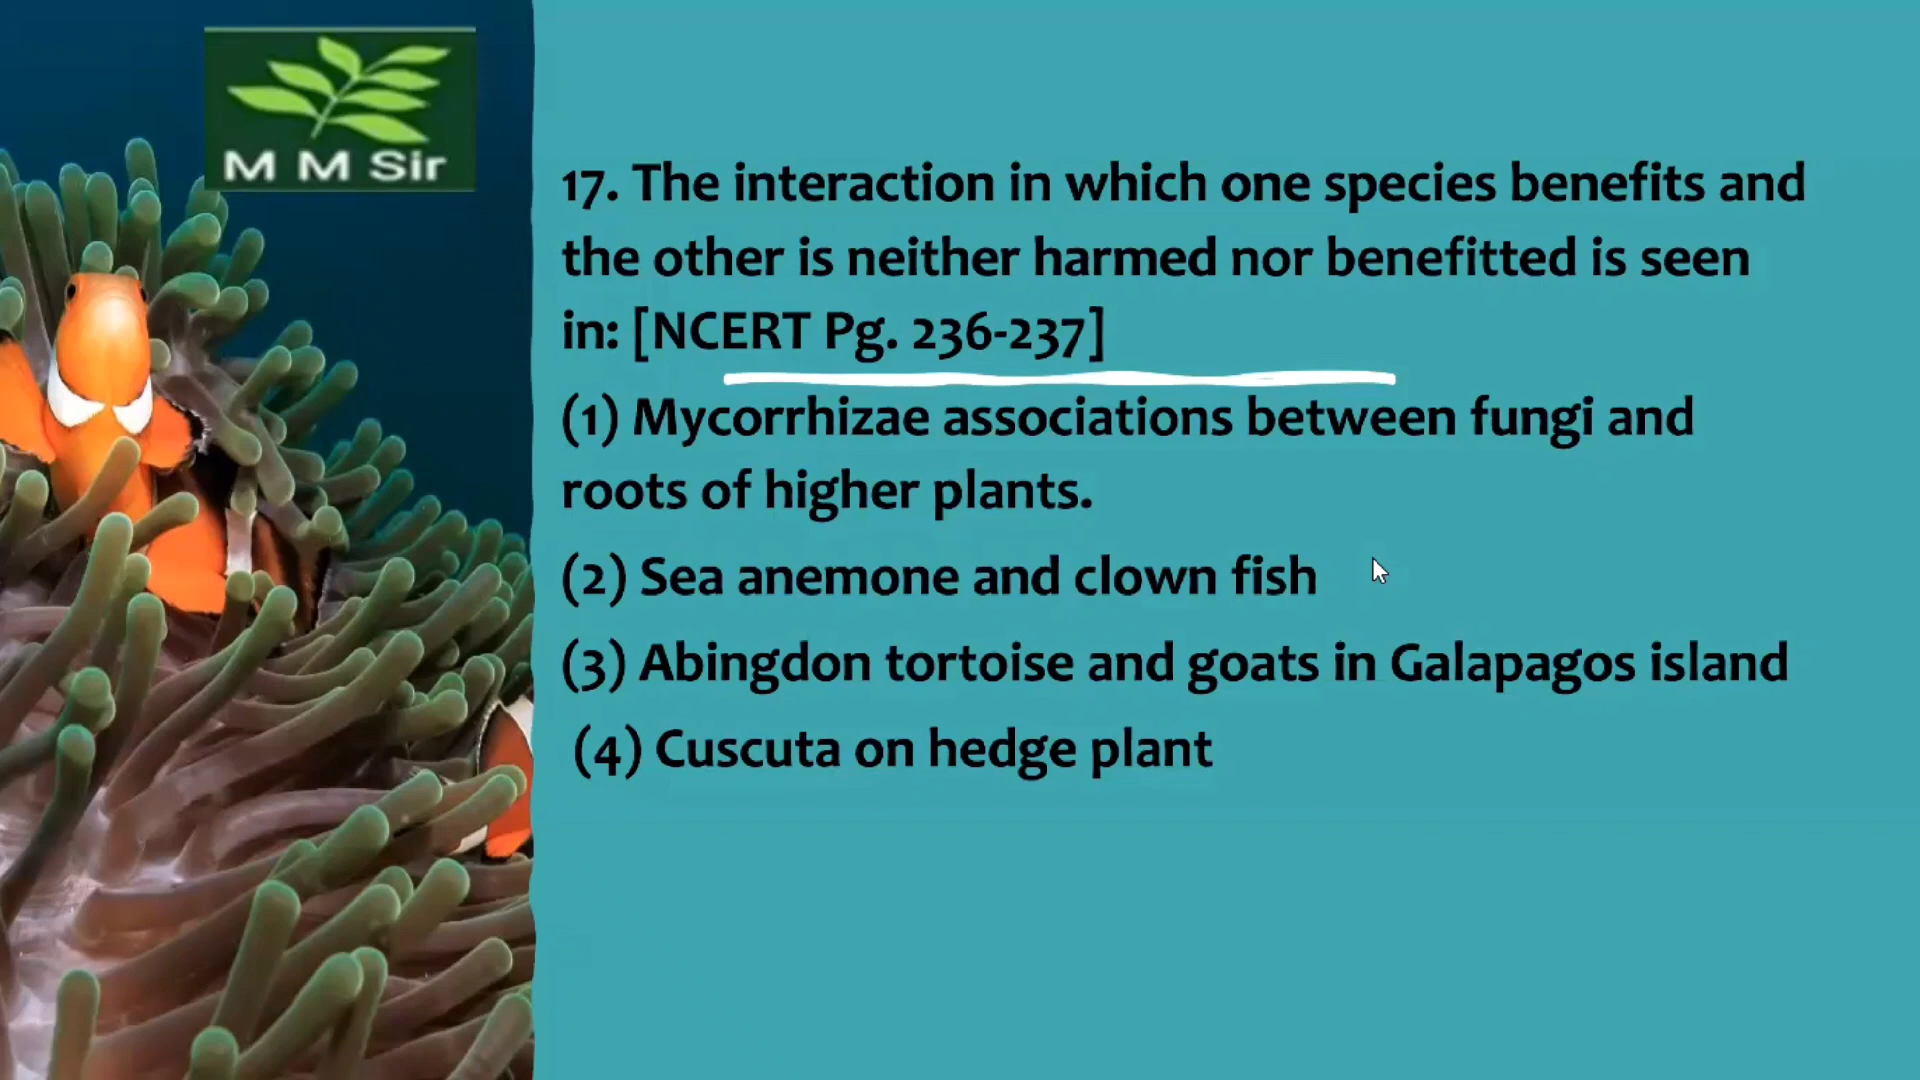 M M Sir
17. The interaction in which one species benefits and
the other is neither harmed nor benefitted is seen
in: [NCERT Pg. 236-237]
(1) Mycorrhizae associations between fungi and
roots of higher plants.
(2) Sea anemone and clown fish
(3) Abingdon tortoise and goats in Galapagos island
(4) Cuscuta on hedge plant